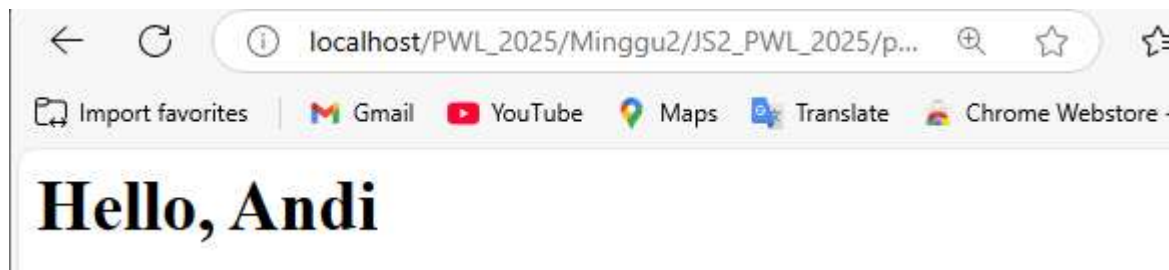 localhost/PWL_2025/Minggu2/JS2_PWL_2025/p...
Import favorites Gmail YouTube Maps Translate Chrome Webstore -
Hello, Andi